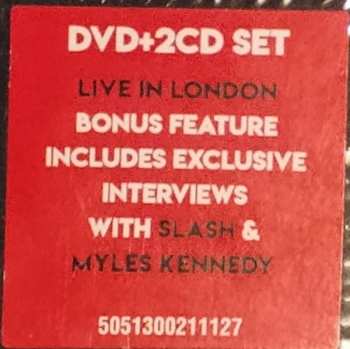 DVD+2CD SET
LIVE IN LONDON
BONUS FEATURE
INCLUDES EXCLUSIVE
INTERVIEWS
WITH SLASH &
MYLES KENNEDY
5051300211127